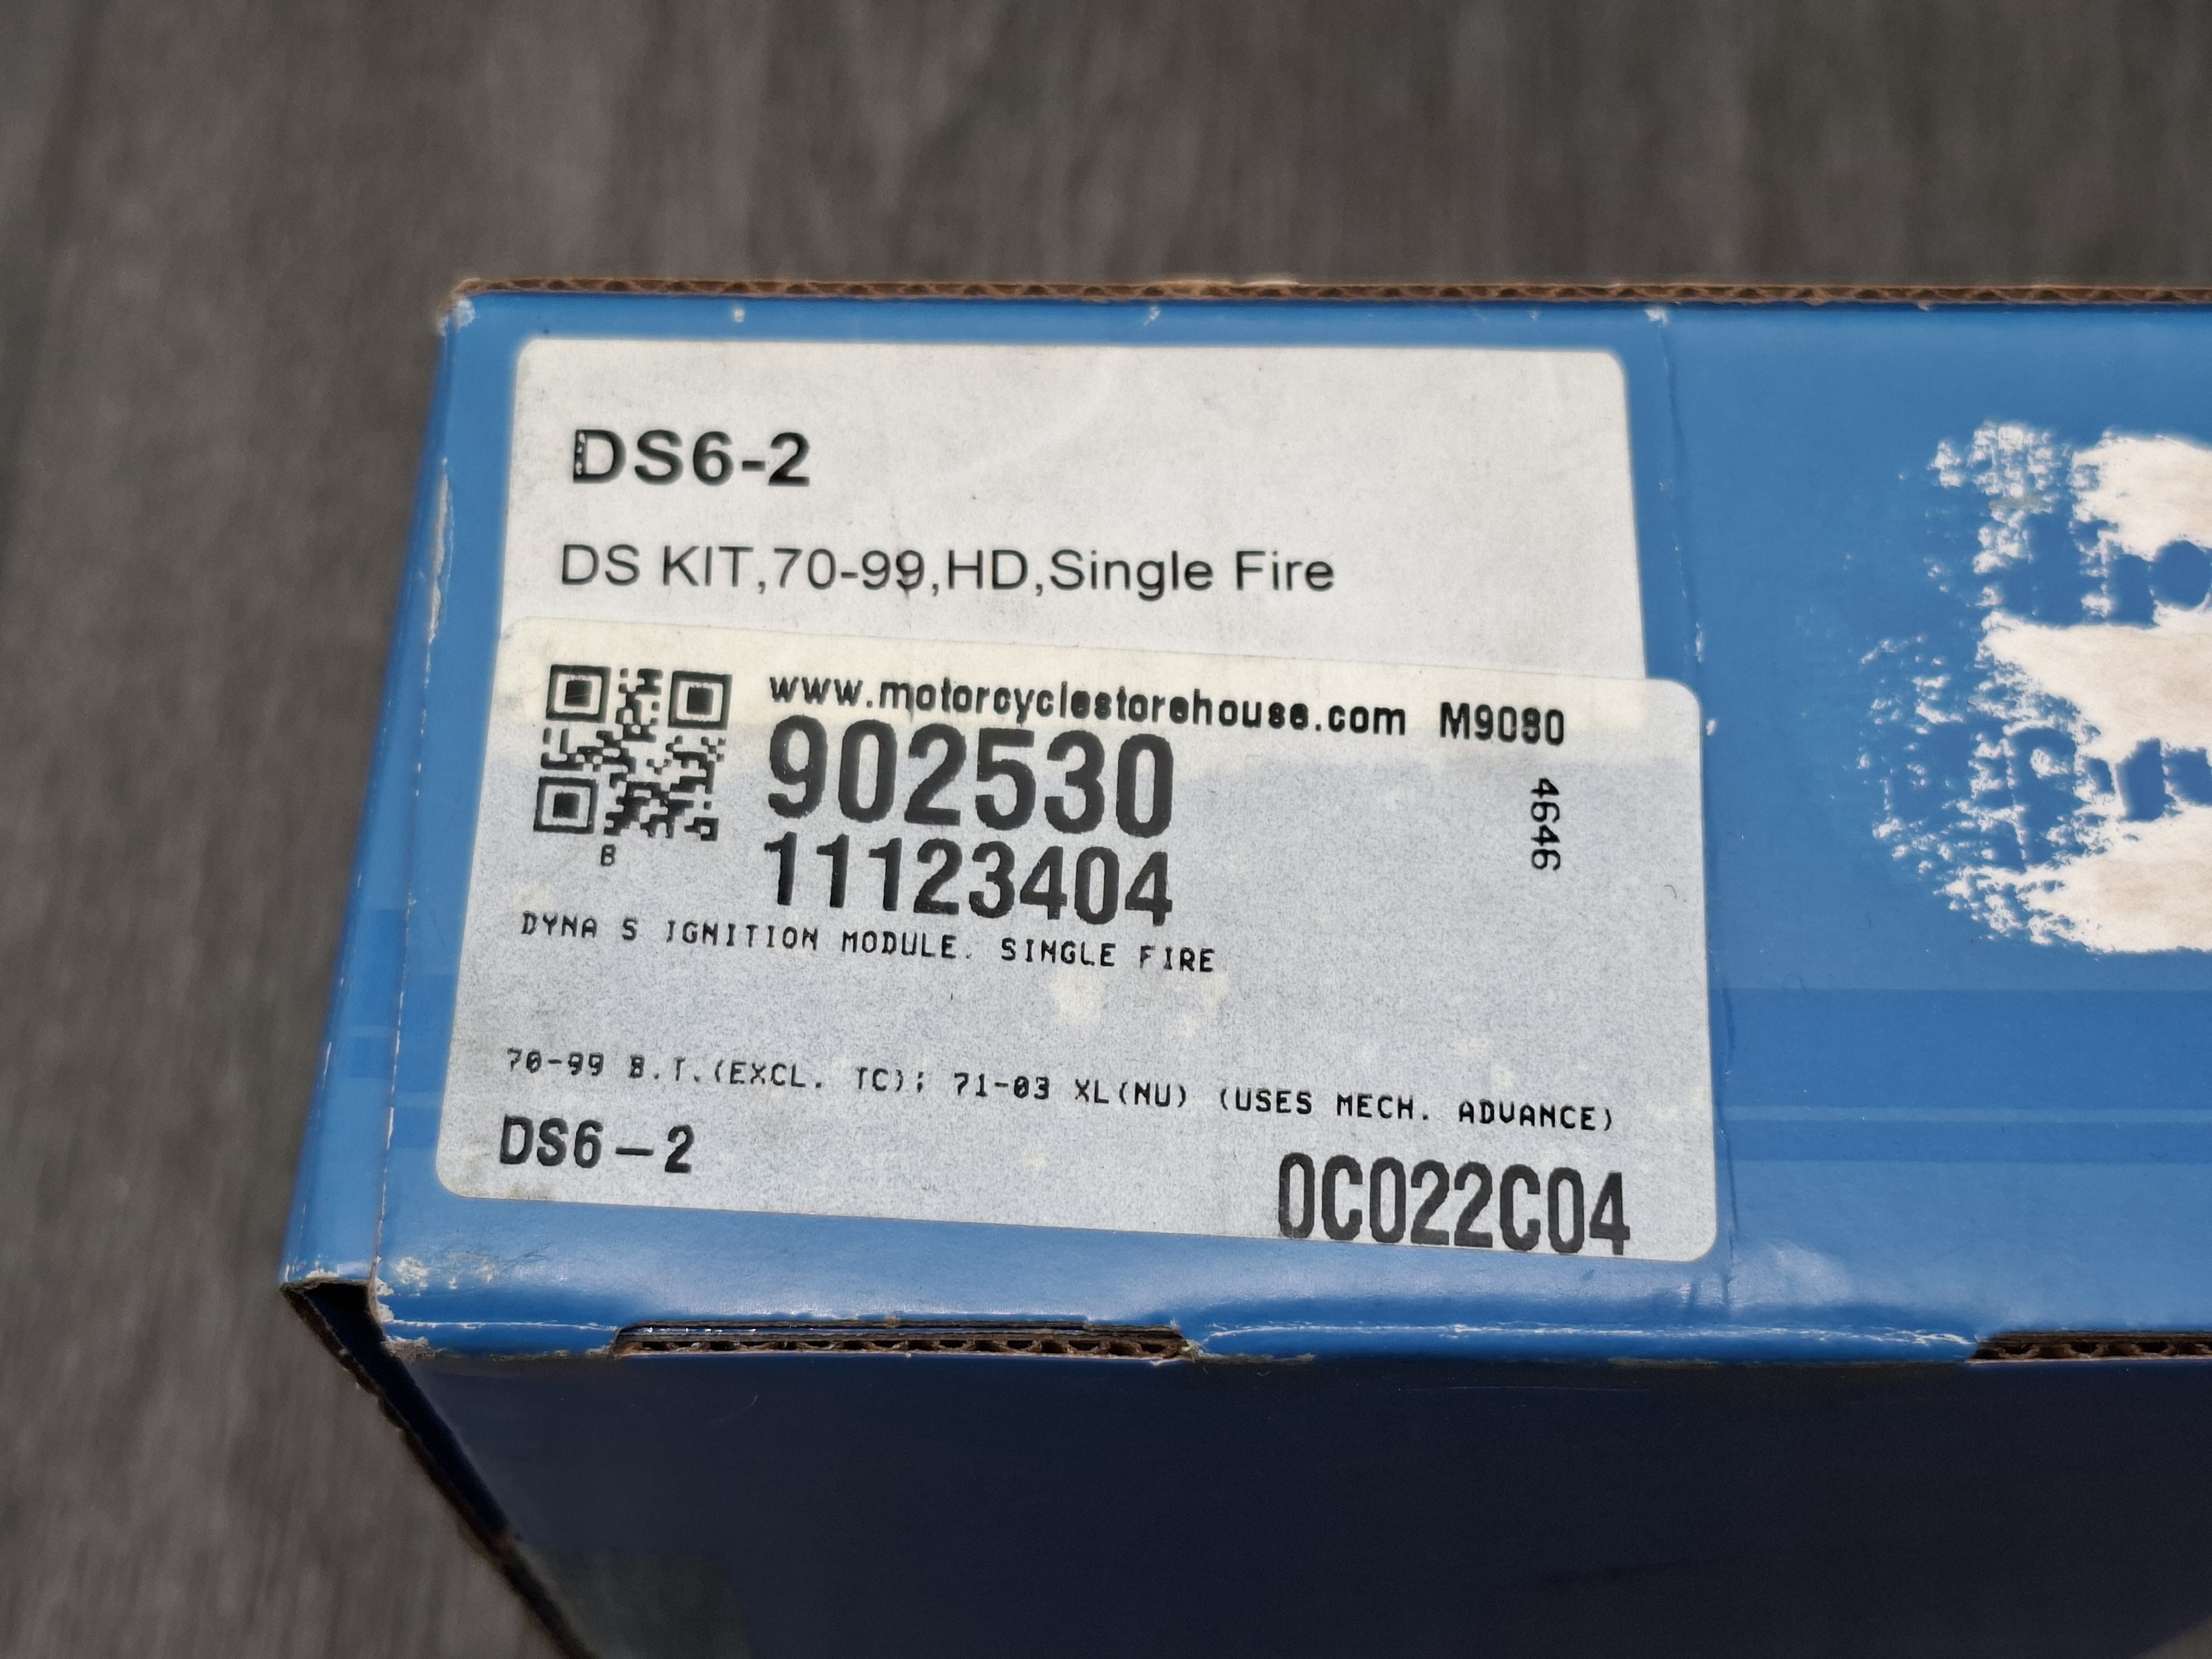 DS6-2
DS KIT,70-99,HD,Single Fire
www.motorcyclestorehouse.com M9080
902530
4646
11123404
B
DYNA S IGNITION MODULE. SINGLE FIRE
70-99 B.T.(EXCL. TC); 71-03 XL(NU) (USES MECH. ADVANCE)
DS6-2
0C022C04